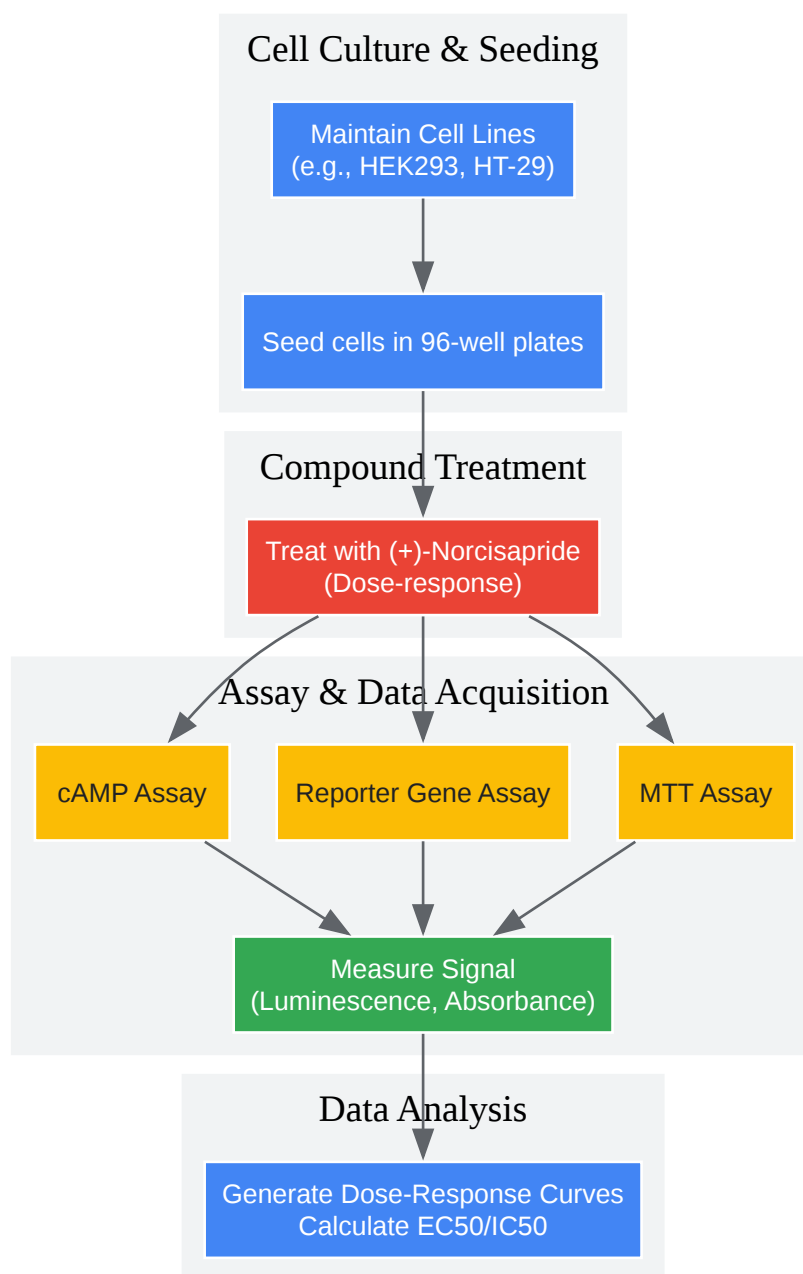 Cell Culture & Seeding
Maintain Cell Lines
(e.g., HEK293, HT-29)
Seed cells in 96-well plates
Compound Treatment
Treat with (+)-Norcisapride
(Dose-response)
Assay & Data Acquisition
cAMP Assay
Reporter Gene Assay
MTT Assay
Measure Signal
(Luminescence, Absorbance)
Data Analysis
Generate Dose-Response Curves
Calculate EC50/IC50